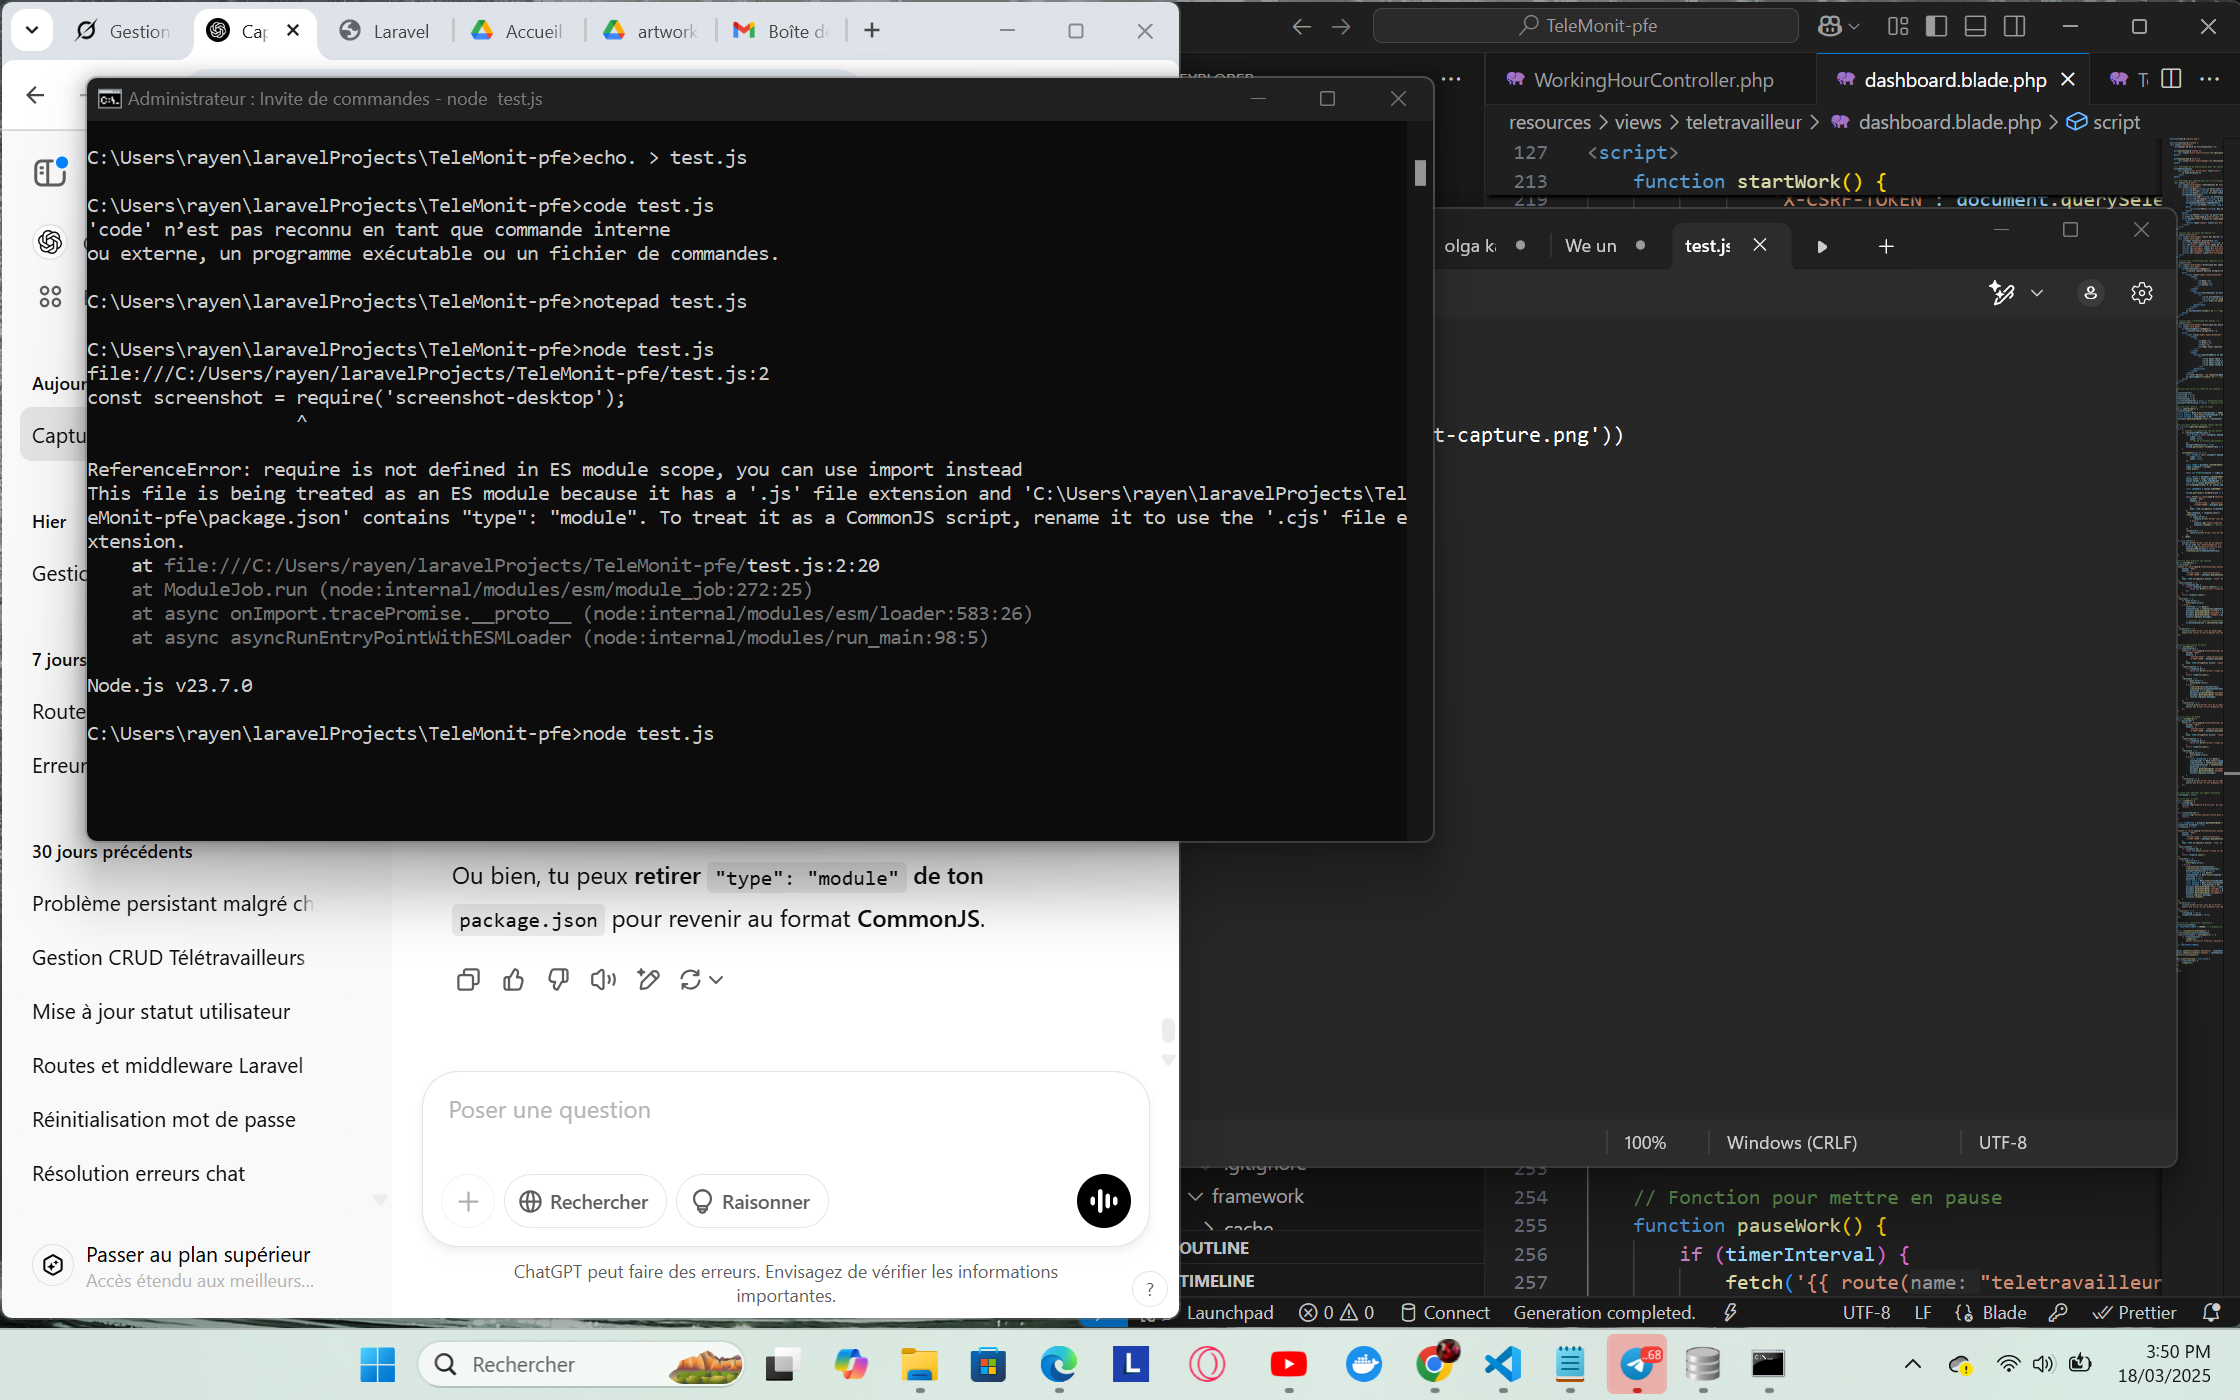 Gestion
Cap
Laravel
Accueil
artwork
Boîte de
TeleMonit-pfe
Administrateur : Invite de commandes - node  test.js
C:\Users\rayen\laravelProjects\TeleMonit-pfe>echo. > test.js
C:\Users\rayen\laravelProjects\TeleMonit-pfe>code test.js
'code' n’est pas reconnu en tant que commande interne
ou externe, un programme exécutable ou un fichier de commandes.
C:\Users\rayen\laravelProjects\TeleMonit-pfe>notepad test.js
C:\Users\rayen\laravelProjects\TeleMonit-pfe>node test.js
file:///C:/Users/rayen/laravelProjects/TeleMonit-pfe/test.js:2
const screenshot = require('screenshot-desktop');
^
ReferenceError: require is not defined in ES module scope, you can use import instead
This file is being treated as an ES module because it has a '.js' file extension and 'C:\Users\rayen\laravelProjects\Tel
eMonit-pfe\package.json' contains "type": "module". To treat it as a CommonJS script, rename it to use the '.cjs' file e
xtension.
at file:///C:/Users/rayen/laravelProjects/TeleMonit-pfe/test.js:2:20
at ModuleJob.run (node:internal/modules/esm/module_job:272:25)
at async onImport.tracePromise.__proto__ (node:internal/modules/esm/loader:583:26)
at async asyncRunEntryPointWithESMLoader (node:internal/modules/run_main:98:5)
Node.js v23.7.0
C:\Users\rayen\laravelProjects\TeleMonit-pfe>node test.js
Aujour
Captu
Hier
Gestic
7 jours
Route
Erreur
30 jours précédents
Problème persistant malgré ch
Gestion CRUD Télétravailleurs
Mise à jour statut utilisateur
Routes et middleware Laravel
Réinitialisation mot de passe
Résolution erreurs chat
Passer au plan supérieur
Accès étendu aux meilleurs...
Ou bien, tu peux retirer "type": "module" de ton
package.json pour revenir au format CommonJS.
Poser une question
Rechercher
Raisonner
ChatGPT peut faire des erreurs. Envisagez de vérifier les informations
importantes.
?
WorkingHourController.php
dashboard.blade.php
resources > views > teletravailleur > dashboard.blade.php > script
127 <script>
213 function startWork() {
219 'X-CSRF-TOKEN': document.querySele
olga ka
We un
test.js
t-capture.png'))
100%
Windows (CRLF)
UTF-8
253
.gitignore
framework
cache
OUTLINE
TIMELINE
254 // Fonction pour mettre en pause
255 function pauseWork() {
256 if (timerInterval) {
257 fetch('{{ route(name: "teletravailleur
Launchpad
0
0
Connect
Generation completed.
UTF-8
LF
Blade
Prettier
Rechercher
L
..68
3:50 PM
18/03/2025